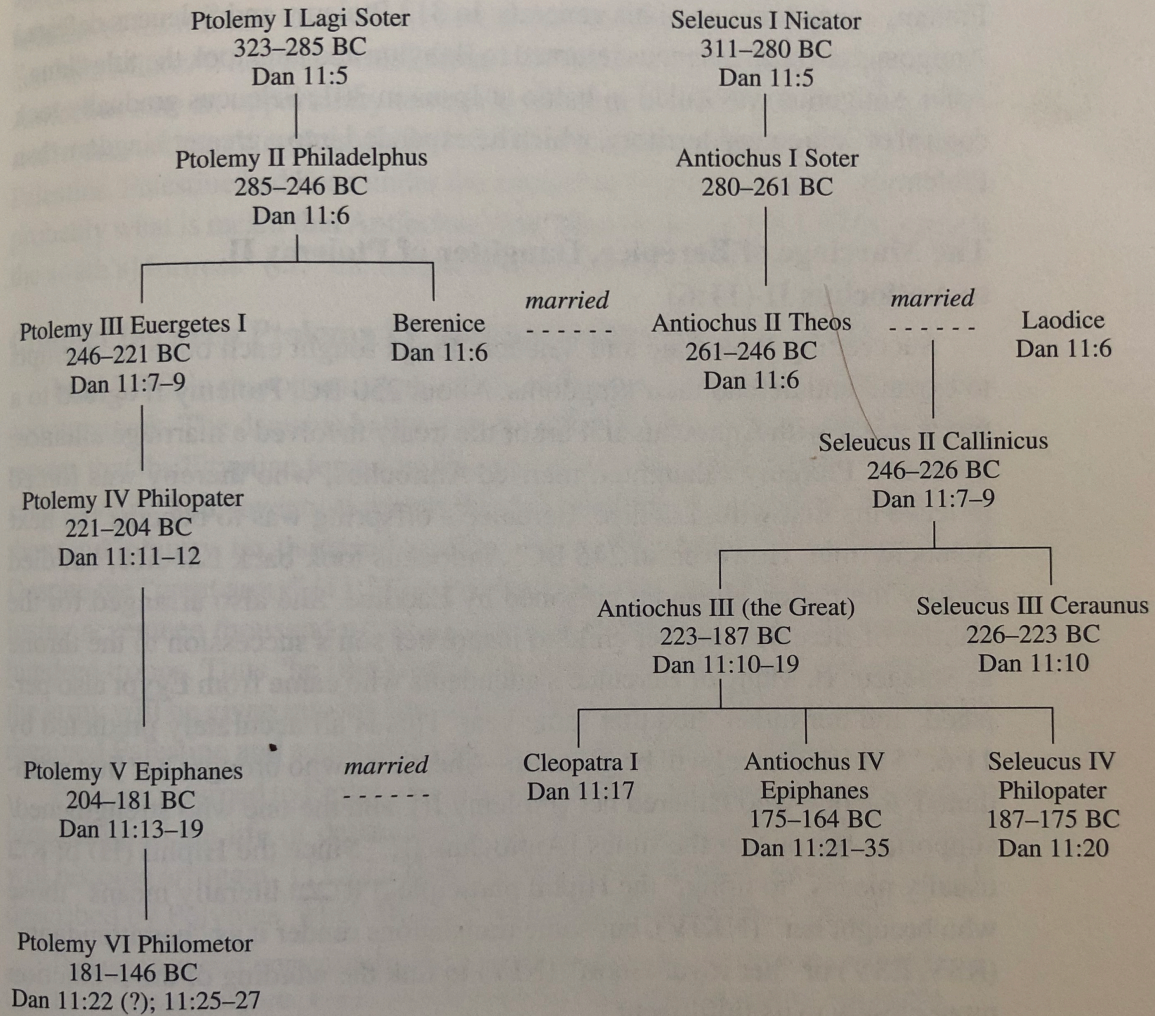 Ptolemy I Lagi Soter
323–285 BC
Dan 11:5
Seleucus I Nicator
311–280 BC
Dan 11:5
Ptolemy II Philadelphus
285–246 BC
Dan 11:6
Antiochus I Soter
280–261 BC
Ptolemy III Euergetes I
246–221 BC
Dan 11:7–9
Berenice
Dan 11:6
married
Antiochus II Theos
261–246 BC
Dan 11:6
married
Laodice
Dan 11:6
Seleucus II Callinicus
246–226 BC
Dan 11:7–9
Ptolemy IV Philopater
221–204 BC
Dan 11:11–12
Antiochus III (the Great)
223–187 BC
Dan 11:10–19
Seleucus III Ceraunus
226–223 BC
Dan 11:10
Ptolemy V Epiphanes
204–181 BC
Dan 11:13–19
married
Cleopatra I
Dan 11:17
Antiochus IV
Epiphanes
175–164 BC
Dan 11:21–35
Seleucus IV
Philopater
187–175 BC
Dan 11:20
Ptolemy VI Philometor
181–146 BC
Dan 11:22 (?); 11:25–27